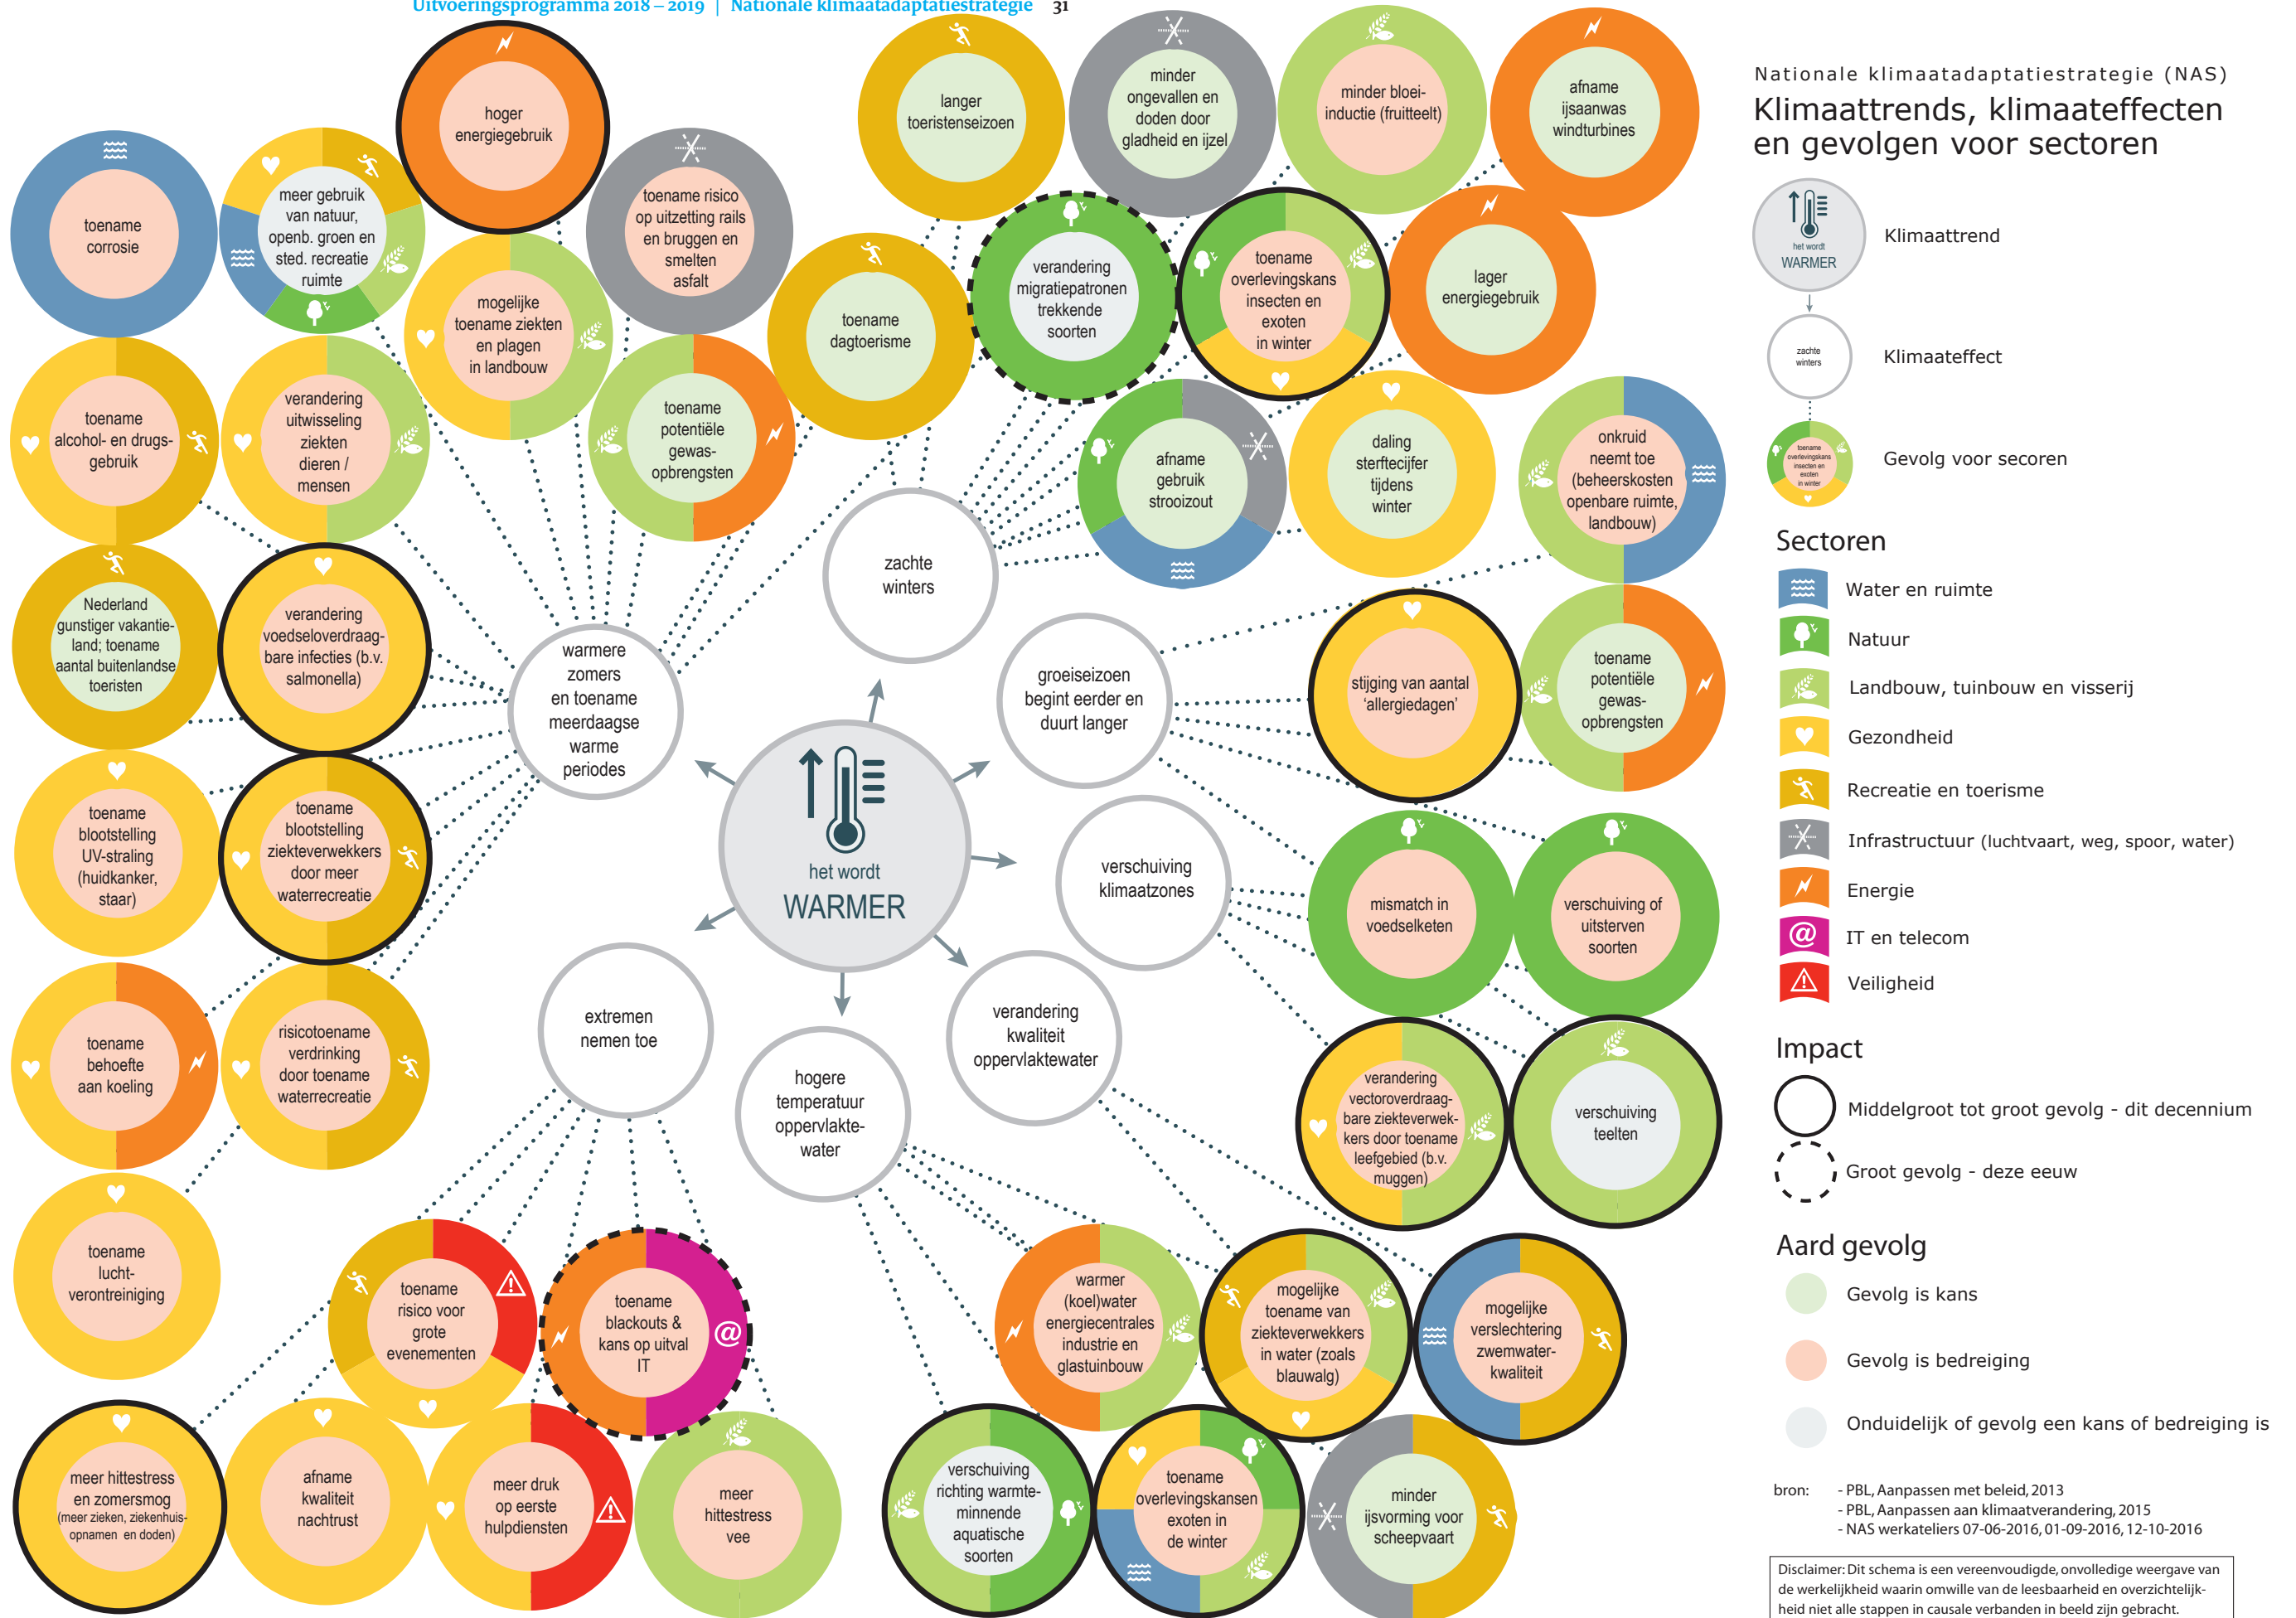 Uitvoeringsprogramma 2018 – 2019 | Nationale klimaatadaptatiestrategie 31
hoger
energiegebruik
langer
toeristenseizoen
minder
ongevallen en
doden door
gladheid en ijzel
minder bloei-
inductie (fruitteelt)
afname
ijsaanwas
windturbines
toename
corrosie
meer gebruik
van natuur,
openb. groen en
sted. recreatie
ruimte
toename risico
op uitzetting rails
en bruggen en
smelten
asfalt
mogelijke
toename ziekten
en plagen
in landbouw
toename
dagtoerisme
verandering
migratiepatronen
trekkende
soorten
toename
overlevingskans
insecten en
exoten
in winter
lager
energiegebruik
toename
alcohol- en drugs-
gebruik
verandering
uitwisseling
ziekten
dieren /
mensen
toename
potentiële
gewas-
opbrengsten
afname
gebruik
strooizout
daling
sterftecijfer
tijdens
winter
onkruid
neemt toe
(beheerskosten
openbare ruimte,
landbouw)
zachte
winters
Nederland
gunstiger vakantie-
land; toename
aantal buitenlandse
toeristen
verandering
voedseloverdraag-
bare infecties (b.v.
salmonella)
warmere
zomers
en toename
meerdaagse
warme
periodes
groeiseizoen
begint eerder en
duurt langer
stijging van aantal
‘allergiedagen’
toename
potentiële
gewas-
opbrengsten
toename
blootstelling
UV-straling
(huidkanker,
staar)
toename
blootstelling
ziekteverwekkers
door meer
waterrecreatie
het wordt
WARMER
verschuiving
klimaatzones
mismatch in
voedselketen
verschuiving of
uitsterven
soorten
toename
behoefte
aan koeling
risicotoename
verdrinking
door toename
waterrecreatie
extremen
nemen toe
hogere
temperatuur
oppervlakte-
water
verandering
kwaliteit
oppervlaktewater
verandering
vectoroverdraag-
bare ziekteverwek-
kers door toename
leefgebied (b.v.
muggen)
verschuiving
teelten
toename
lucht-
verontreiniging
toename
risico voor
grote
evenementen
toename
blackouts &
kans op uitval
IT
@
warmer
(koel)water
energiecentrales
industrie en
glastuinbouw
mogelijke
toename van
ziekteverwekkers
in water (zoals
blauwalg)
mogelijke
verslechtering
zwemwater-
kwaliteit
meer hittestress
en zomersmog
(meer zieken, ziekenhuis-
opnamen en doden)
afname
kwaliteit
nachtrust
meer druk
op eerste
hulpdiensten
meer
hittestress
vee
verschuiving
richting warmte-
minnende
aquatische
soorten
toename
overlevingskansen
exoten in
de winter
minder
ijsvorming voor
scheepvaart
Nationale klimaatadaptatiestrategie (NAS)
Klimaattrends, klimaateffecten
en gevolgen voor sectoren
het wordt
WARMER
Klimaattrend
zachte
winters
Klimaateffect
toename
overlevingskans
insecten en
exoten
in winter
Gevolg voor secoren
Sectoren
Water en ruimte
Natuur
Landbouw, tuinbouw en visserij
Gezondheid
Recreatie en toerisme
Infrastructuur (luchtvaart, weg, spoor, water)
Energie
@ IT en telecom
Veiligheid
Impact
Middelgroot tot groot gevolg - dit decennium
Groot gevolg - deze eeuw
Aard gevolg
Gevolg is kans
Gevolg is bedreiging
Onduidelijk of gevolg een kans of bedreiging is
bron: - PBL, Aanpassen met beleid, 2013
- PBL, Aanpassen aan klimaatverandering, 2015
- NAS werkateliers 07-06-2016, 01-09-2016, 12-10-2016
Disclaimer: Dit schema is een vereenvoudigde, onvolledige weergave van
de werkelijkheid waarin omwille van de leesbaarheid en overzichtelijk-
heid niet alle stappen in causale verbanden in beeld zijn gebracht.